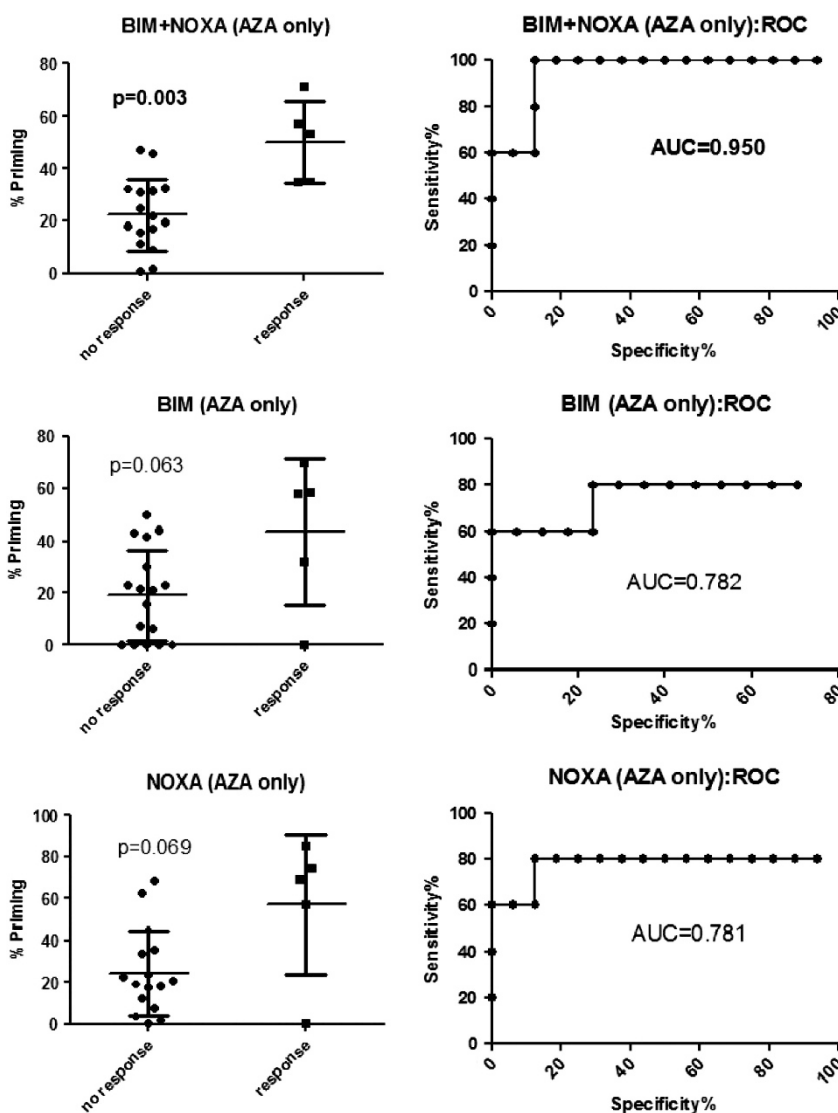 BIM+NOXA (AZA only)
p=0.003
% Priming
80
60
40
20
0
no response
response
BIM+NOXA (AZA only):ROC
AUC=0.950
Sensitivity%
100
80
60
40
20
0
0
20
40
60
80
100
Specificity%
BIM (AZA only)
p=0.063
% Priming
80
60
40
20
0
no response
response
BIM (AZA only):ROC
AUC=0.782
Sensitivity%
100
80
60
40
20
0
0
20
40
60
80
Specificity%
NOXA (AZA only)
p=0.069
% Priming
100
80
60
40
20
0
no response
response
NOXA (AZA only):ROC
AUC=0.781
Sensitivity%
100
80
60
40
20
0
0
20
40
60
80
100
Specificity%